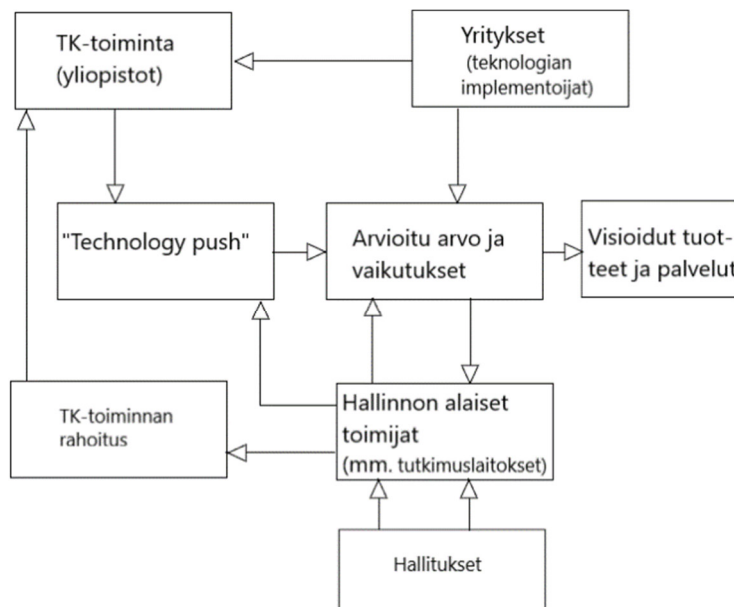 TK-toiminta
(yliopistot)
Yritykset
(teknologian
implementoijat)
"Technology push"
Arvioitu arvo ja
vaikutukset
Visioidut tuot-
teet ja palvelut
TK-toiminnan
rahoitus
Hallinnon alaiset
toimijat
(mm. tutkimuslaitokset)
Hallitukset